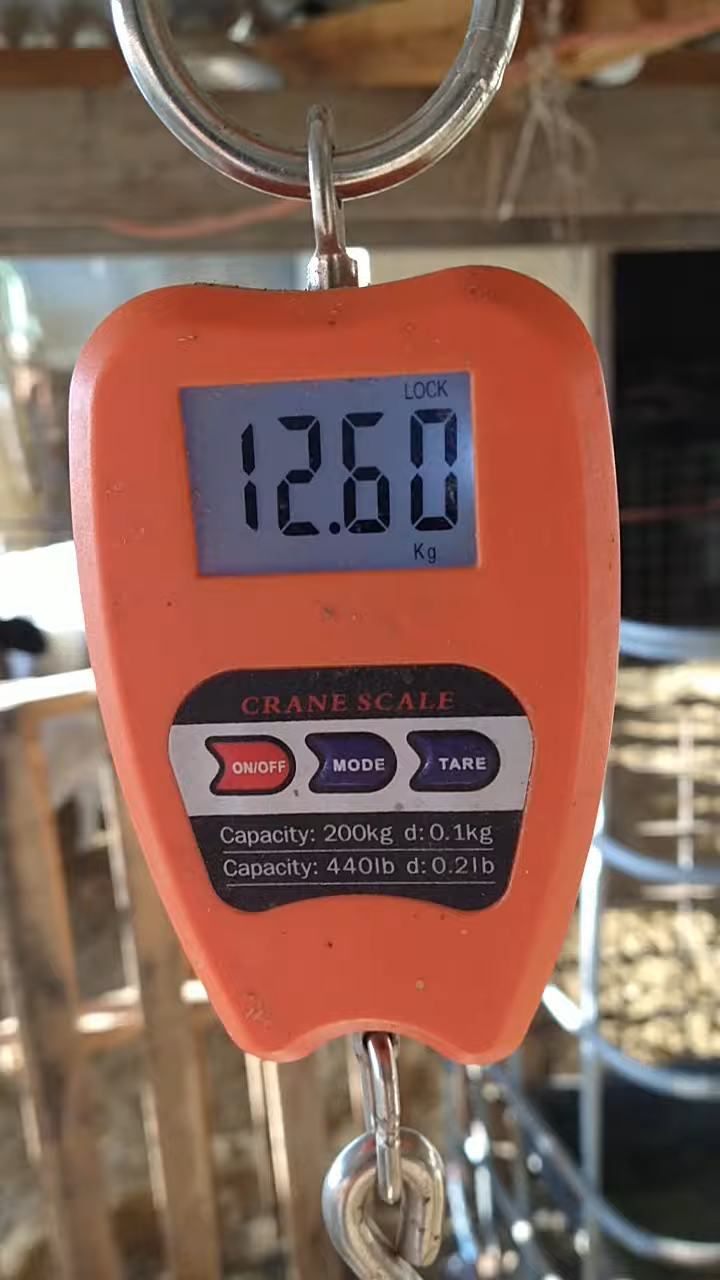 LOCK
12.60
Kg
CRANE SCALE
ON/OFF MODE TARE
Capacity: 200kg d:0.1kg
Capacity: 440lb d:0.2lb